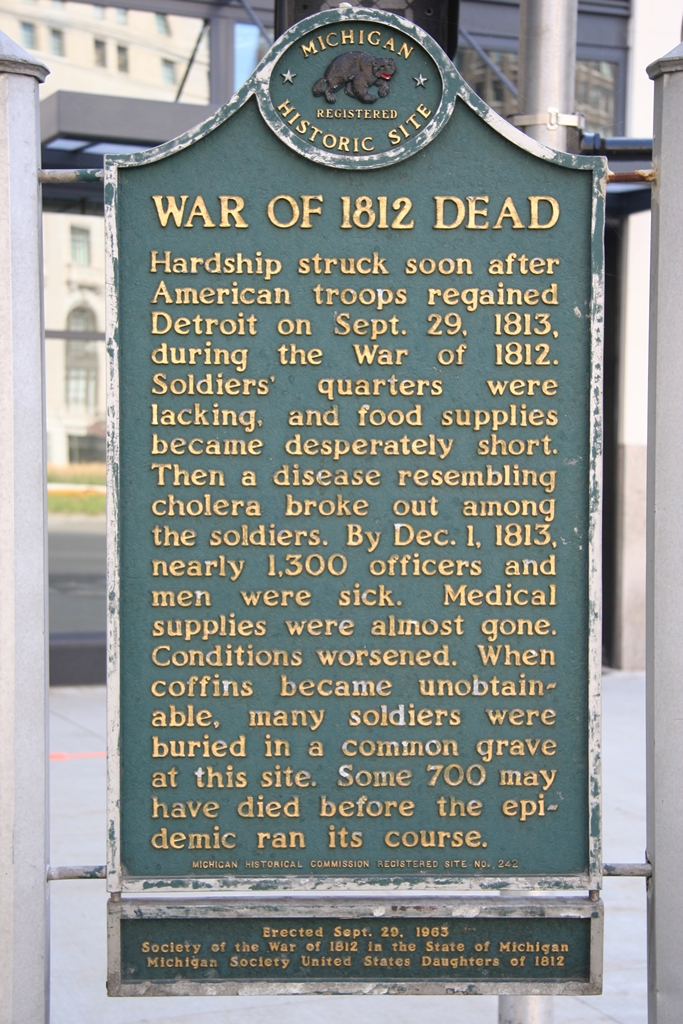 MICHIGAN
REGISTERED
HISTORIC SITE
WAR OF 1812 DEAD
Hardship struck soon after
American troops regained
Detroit on Sept. 29, 1813,
during the War of 1812.
Soldiers' quarters were
lacking, and food supplies
became desperately short.
Then a disease resembling
cholera broke out among
the soldiers. By Dec. 1, 1813,
nearly 1,300 officers and
men were sick. Medical
supplies were almost gone.
Conditions worsened. When
coffins became unobtain-
able, many soldiers were
buried in a common grave
at this site. Some 700 may
have died before the epi-
demic ran its course.
MICHIGAN HISTORICAL COMMISSION REGISTERED SITE NO. 242
Erected Sept. 29, 1963
Society of the War of 1812 in the State of Michigan
Michigan Society United States Daughters of 1812